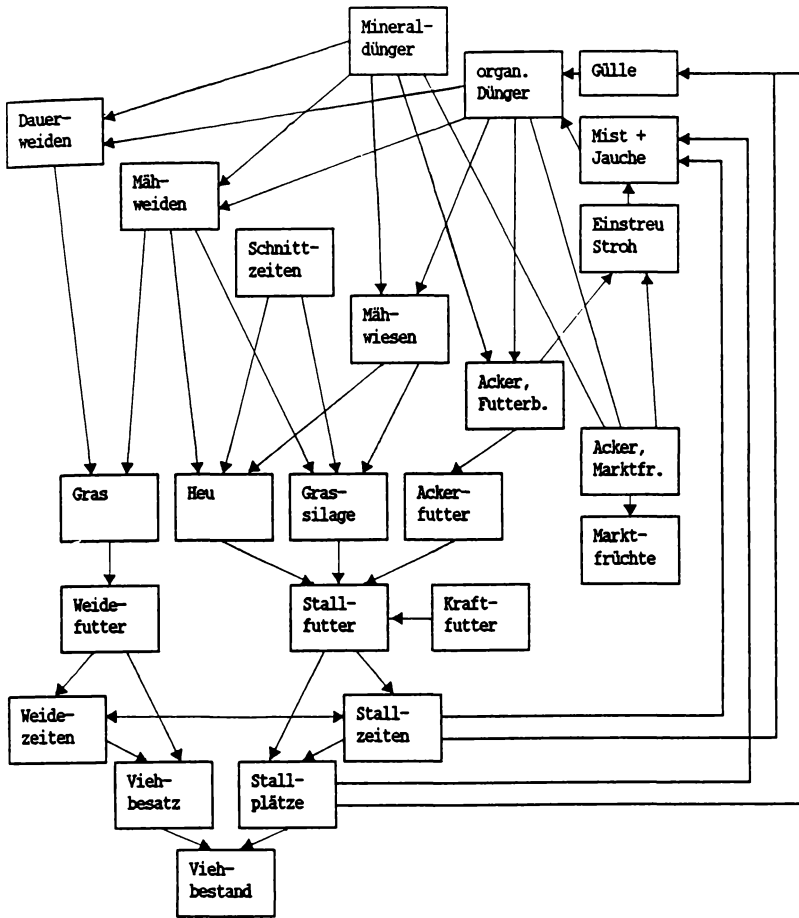 Mineral-
dünger
organ.
Dünger
Gülle
Dauer-
weiden
Mist +
Jauche
Mäh-
weiden
Einstreu
Stroh
Schnitt-
zeiten
Mäh-
wiesen
Acker,
Futterb.
Acker,
Marktfr.
Gras
Heu
Gras-
silage
Acker-
futter
Markt-
früchte
Weide-
futter
Stall-
futter
Kraft-
futter
Weide-
zeiten
Stall-
zeiten
Vieh-
besatz
Stall-
plätze
Vieh-
bestand